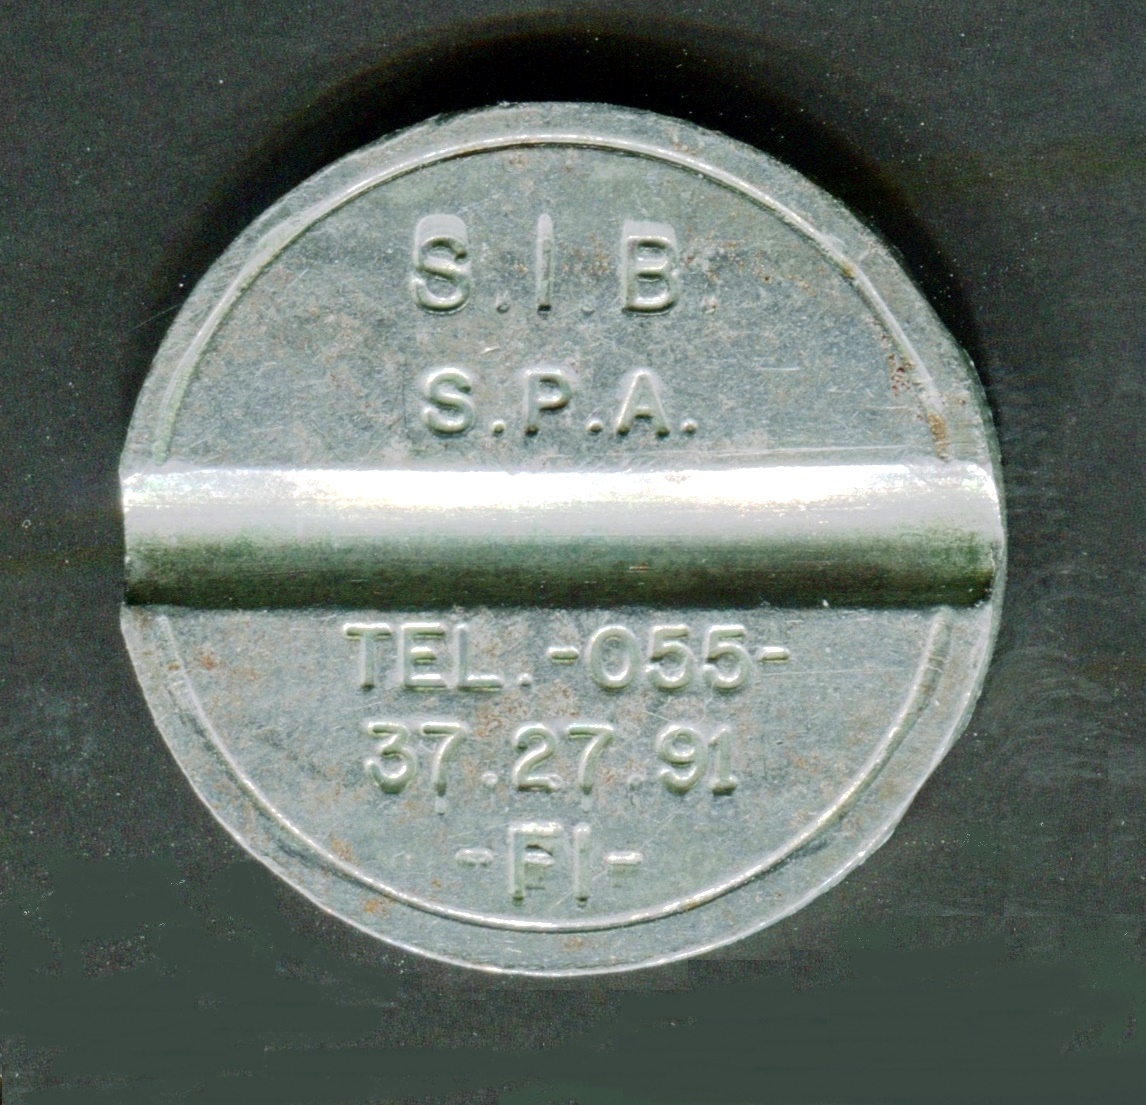 S.I.B.
S.P.A.
TEL. -055-
37.27.91
-FI-